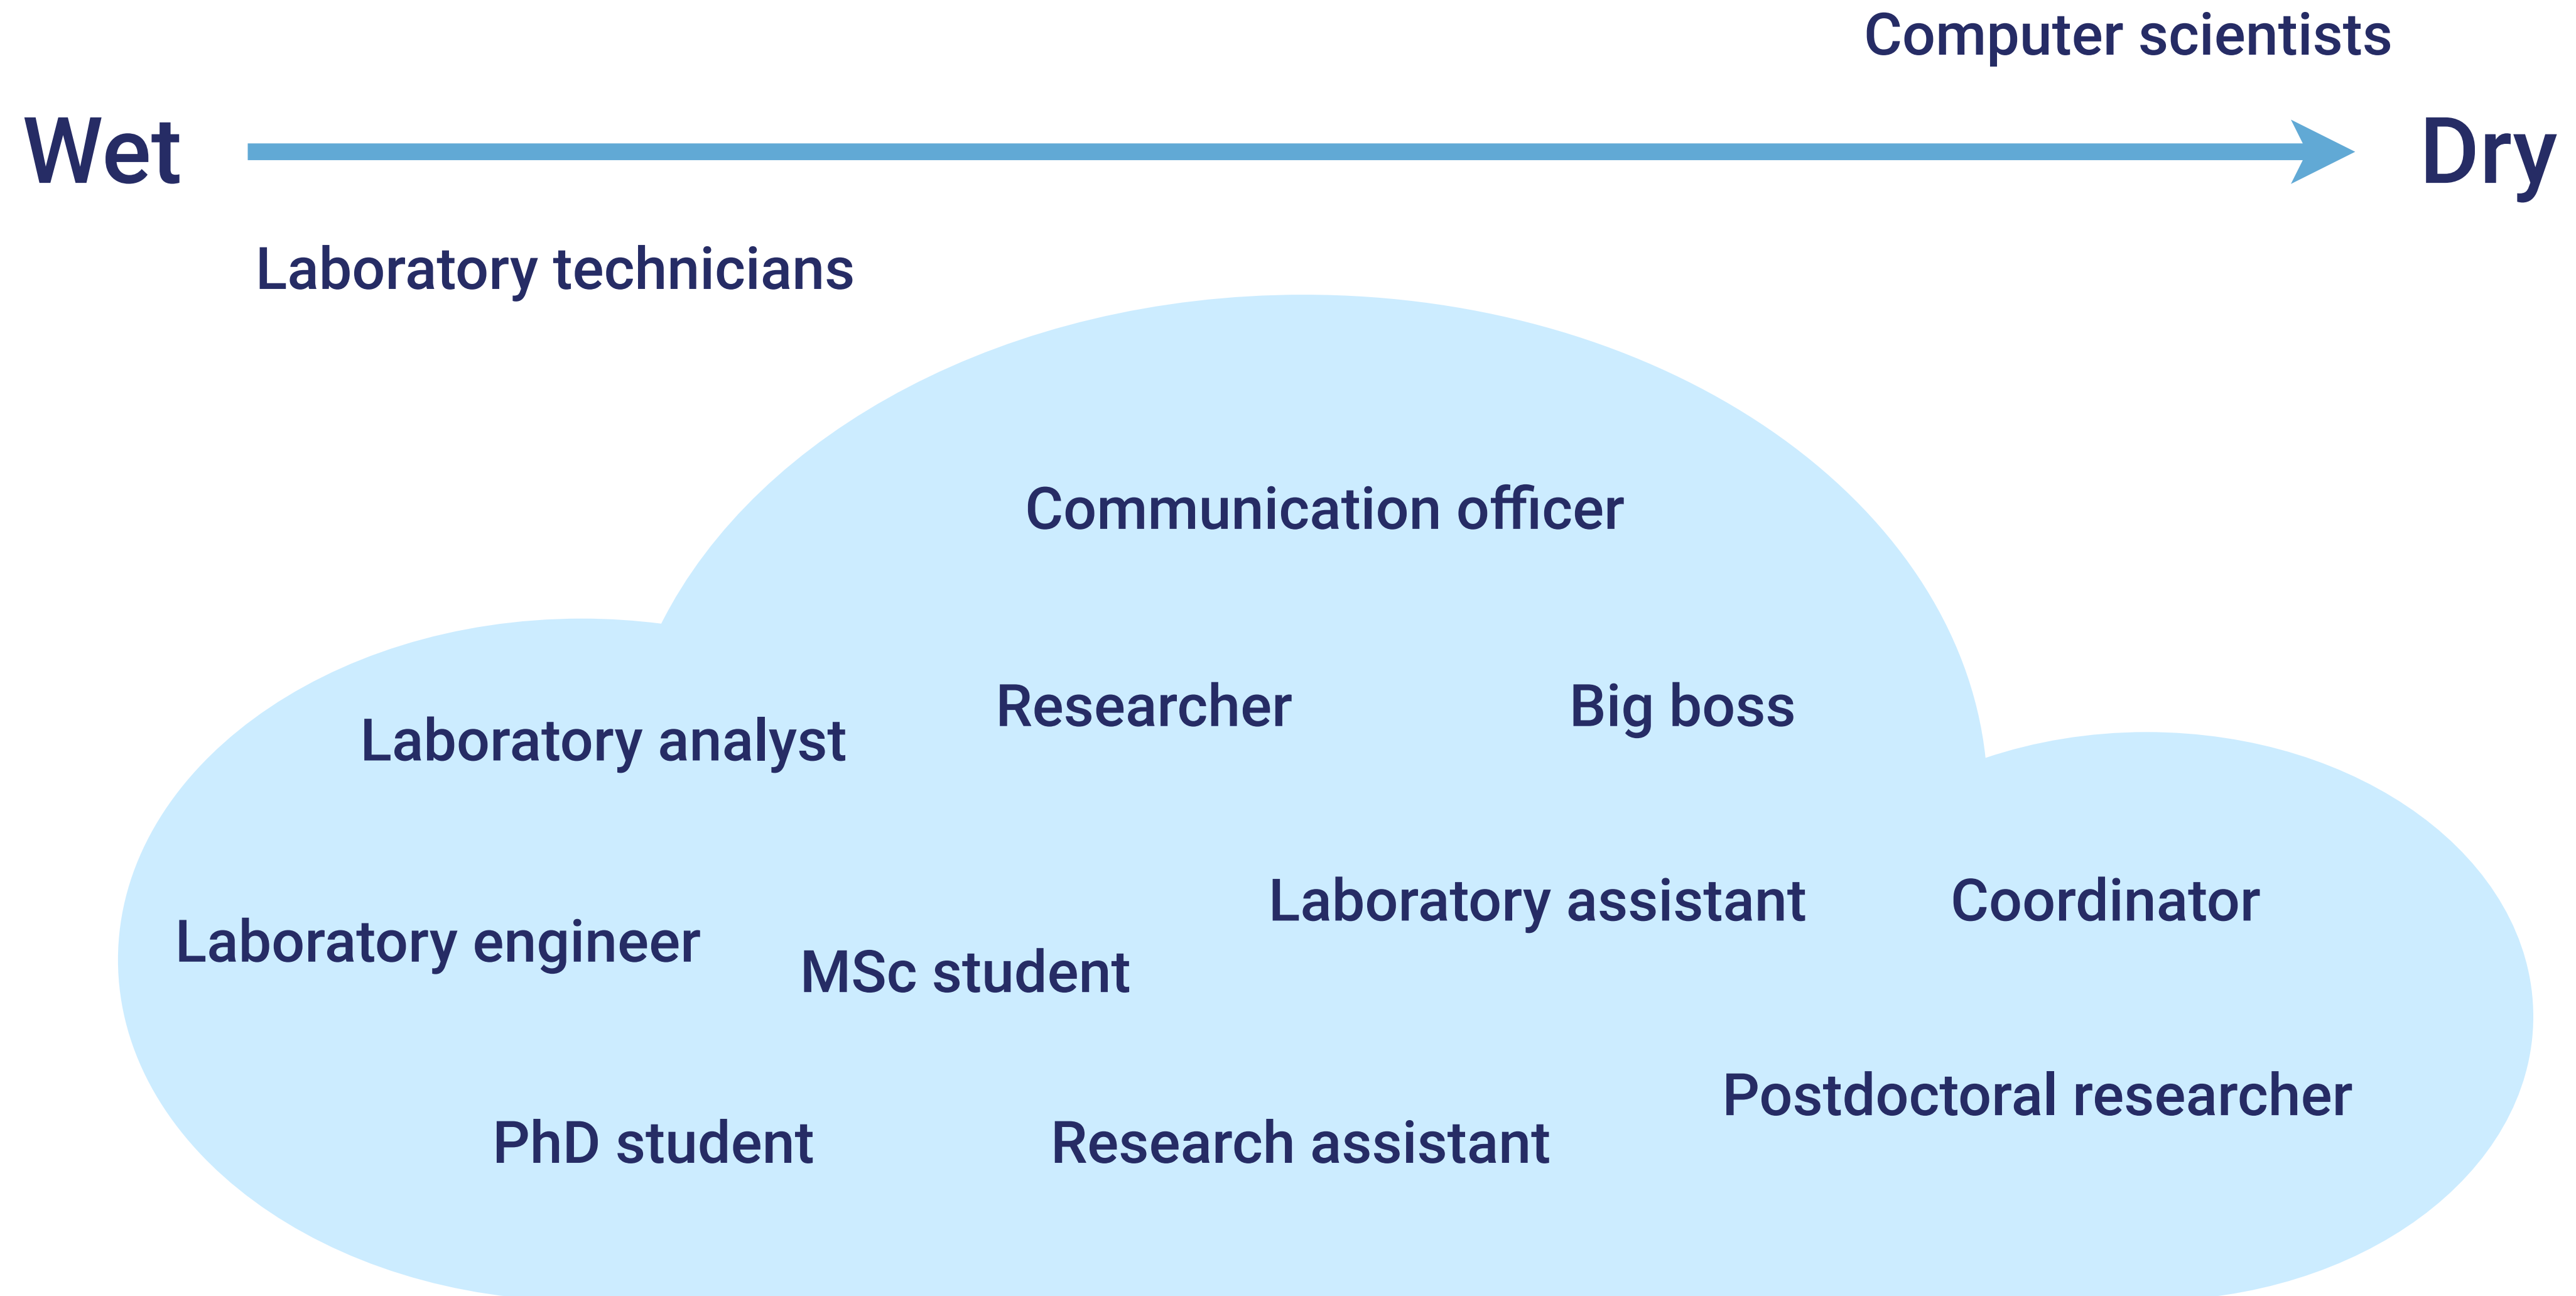 Computer scientists
Wet
Dry
Laboratory technicians
Communication officer
Researcher
Big boss
Laboratory analyst
Laboratory assistant
Coordinator
Laboratory engineer
MSc student
Postdoctoral researcher
PhD student
Research assistant